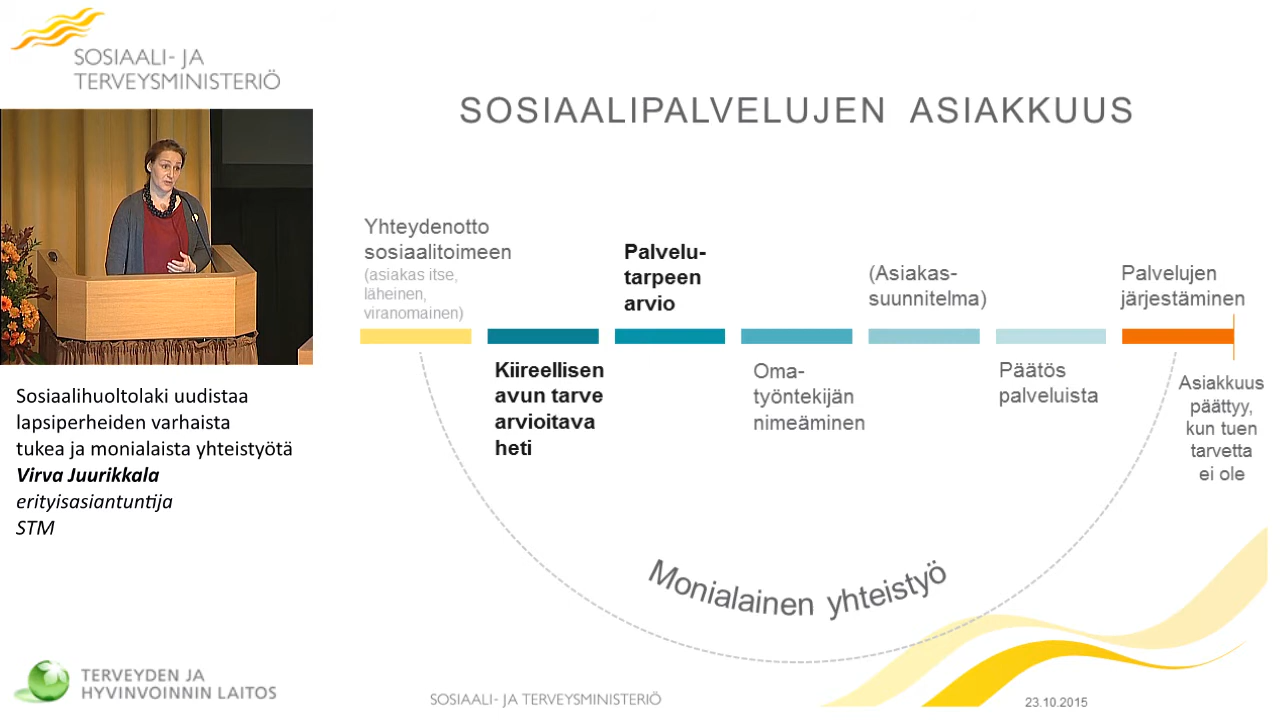 SOSIAALI- JA
TERVEYSMINISTERIÖ
SOSIAALIPALVELUJEN ASIAKKUUS
Yhteydenotto
sosiaalitoimeen
(asiakas itse,
läheinen,
viranomainen)
Kiireellisen
avun tarve
arvioitava
heti
Palvelu-
tarpeen
arvio
Oma-
työntekijän
nimeäminen
(Asiakas-
suunnitelma)
Päätös
palveluista
Palvelujen
järjestäminen
Asiakkuus
päättyy,
kun tuen
tarvetta
ei ole
Monialainen yhteistyö
Sosiaalihuoltolaki uudistaa
lapsiperheiden varhaista
tukea ja monialaista yhteistyötä
Virva Juurikkala
erityisasiantuntija
STM
TERVEYDEN JA
HYVINVOINNIN LAITOS
SOSIAALI- JA TERVEYSMINISTERIÖ
23.10.2015